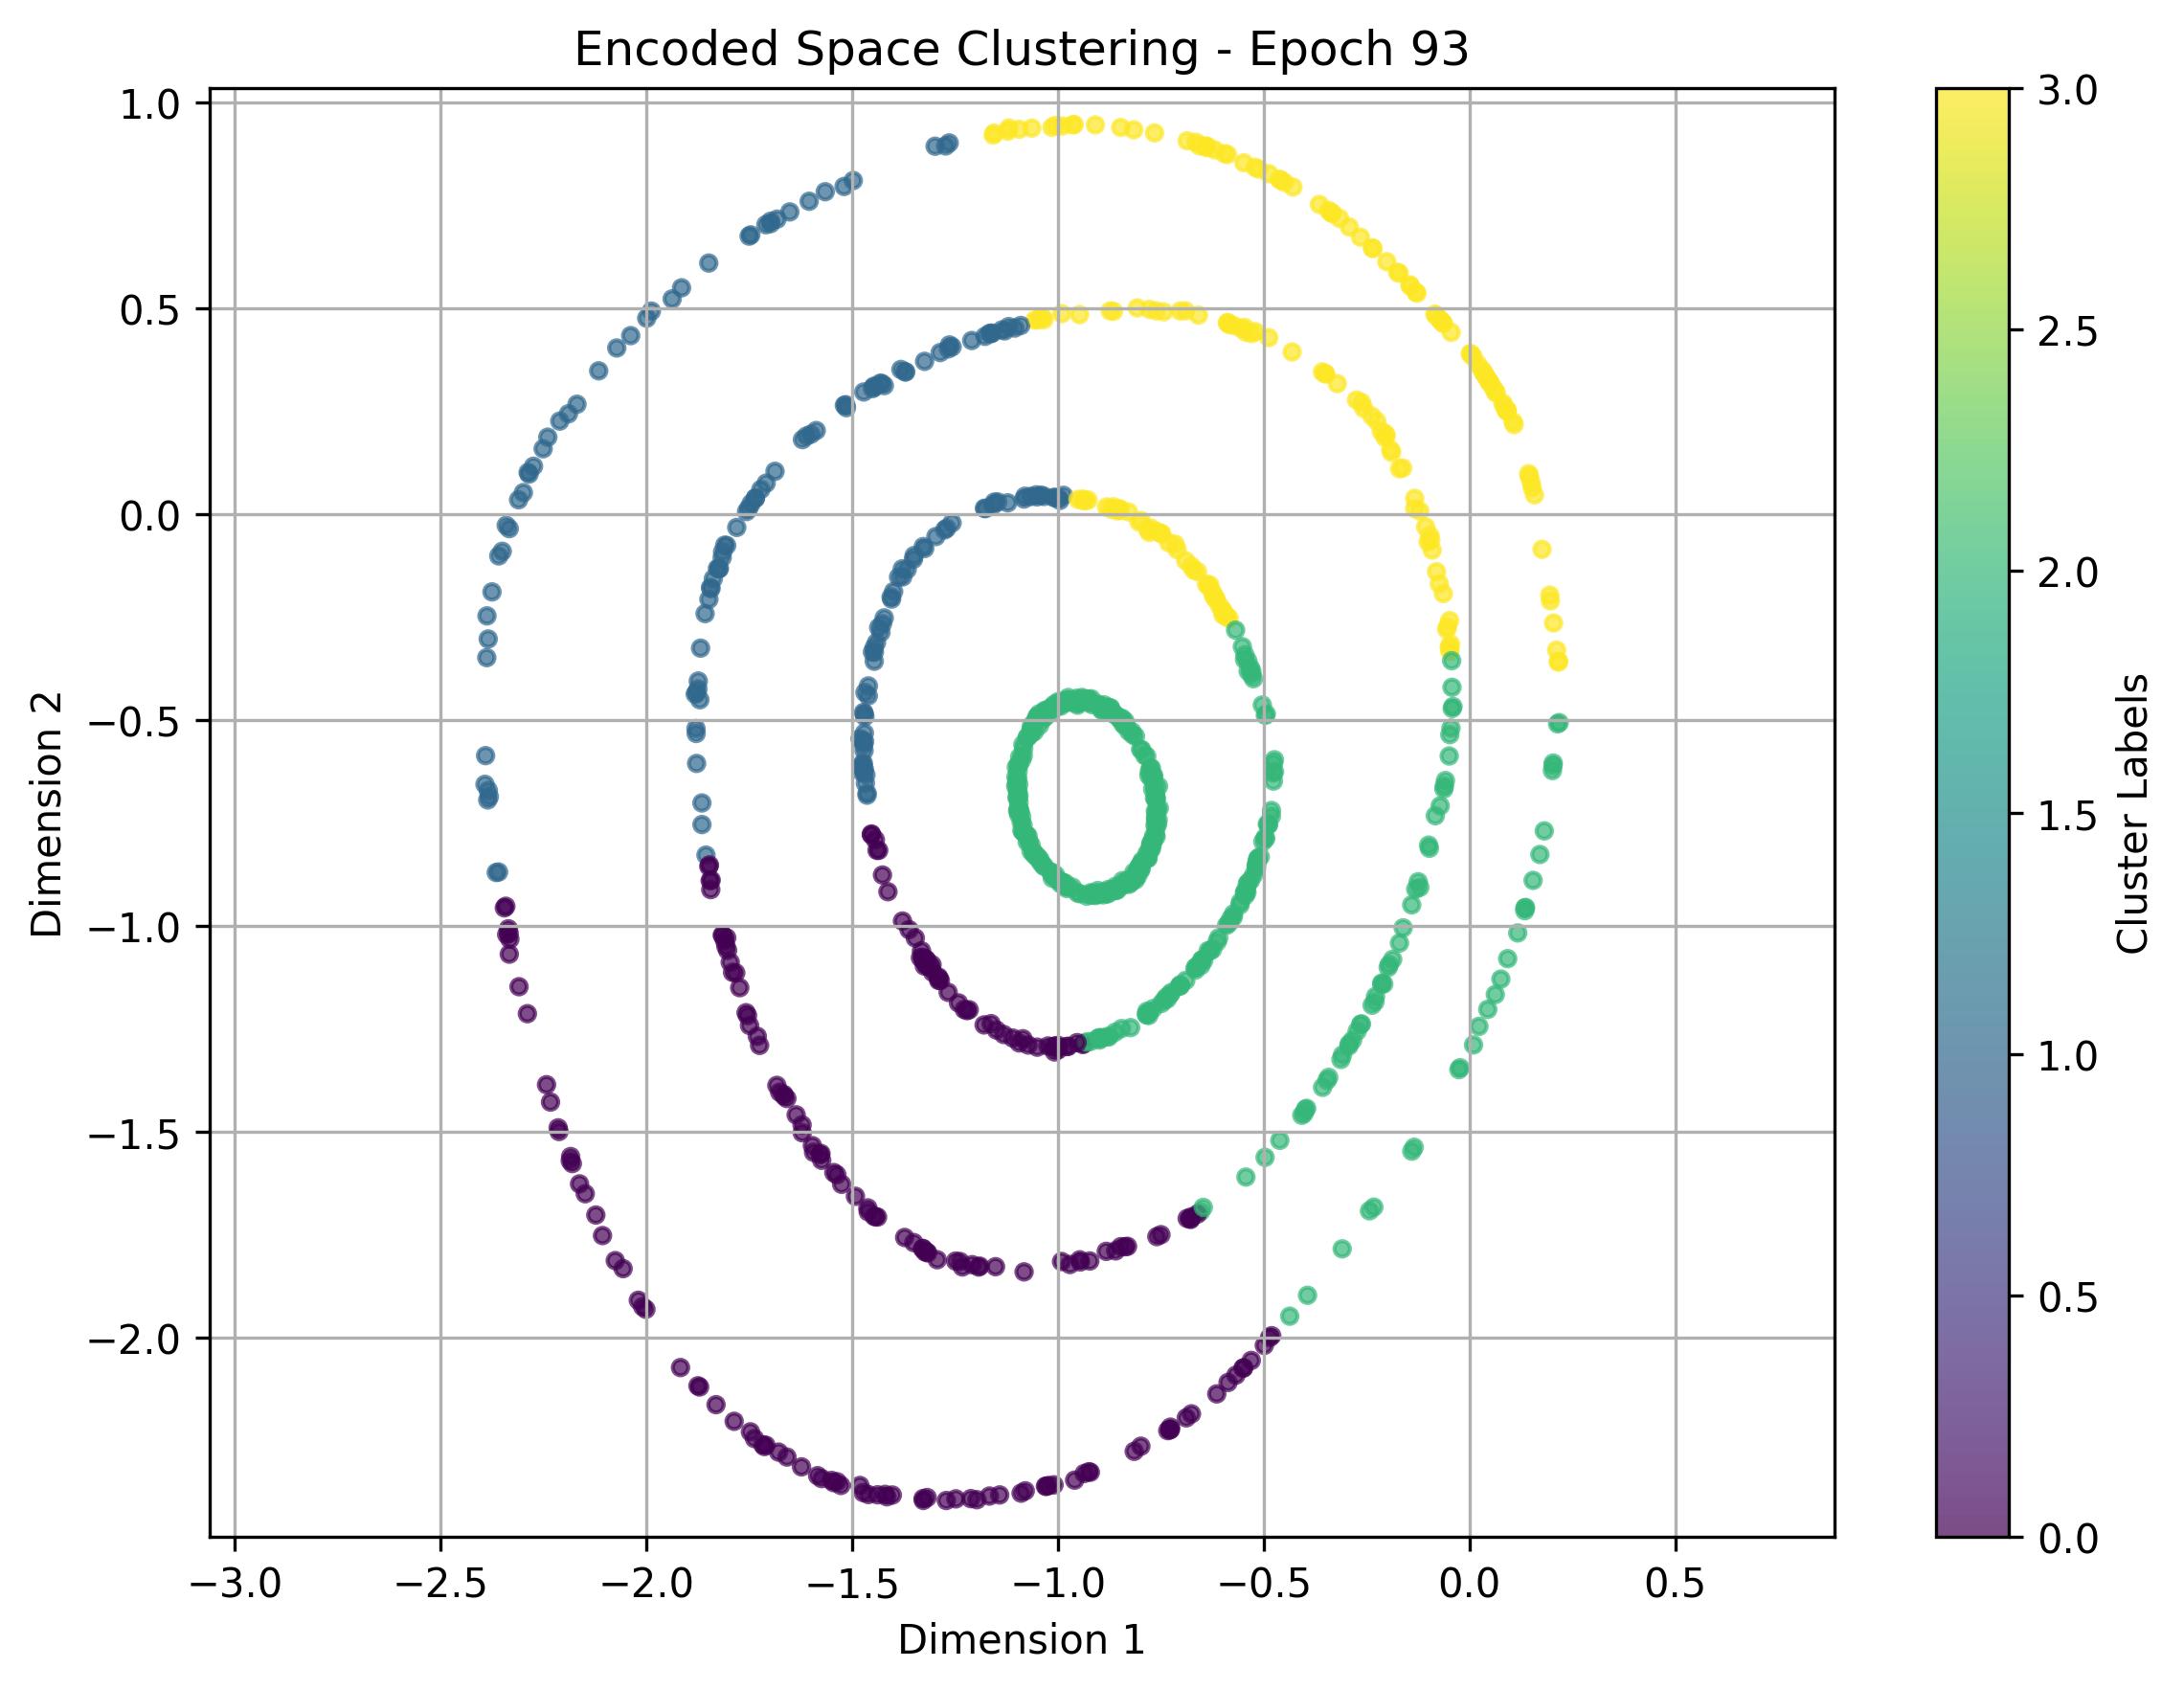 Encoded Space Clustering - Epoch 93
1.0
0.5
0.0
−0.5
−1.0
−1.5
−2.0
Dimension 2
−3.0 −2.5 −2.0 −1.5 −1.0 −0.5 0.0 0.5
Dimension 1
3.0
2.5
2.0
1.5
1.0
0.5
0.0
Cluster Labels